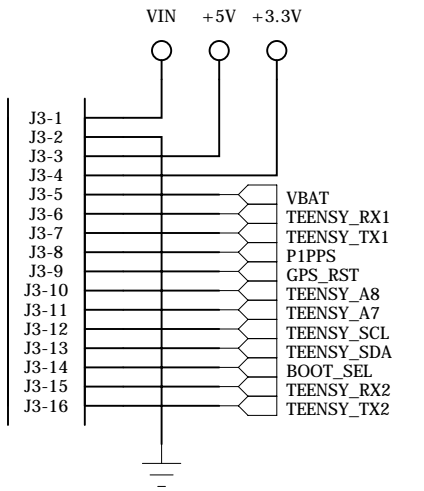 VIN +5V +3.3V
J3-1
J3-2
J3-3
J3-4
J3-5 VBAT
J3-6 TEENSY_RX1
J3-7 TEENSY_TX1
J3-8 P1PPS
J3-9 GPS_RST
J3-10 TEENSY_A8
J3-11 TEENSY_A7
J3-12 TEENSY_SCL
J3-13 TEENSY_SDA
J3-14 BOOT_SEL
J3-15 TEENSY_RX2
J3-16 TEENSY_TX2